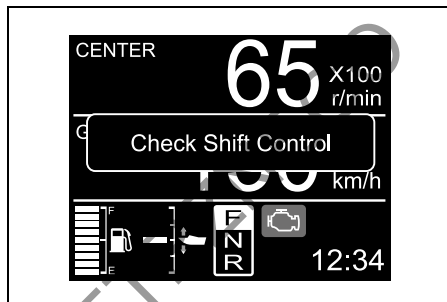 CENTER
65 X100
r/min
Check Shift Control
km/h
F
E
F
N
R
12:34